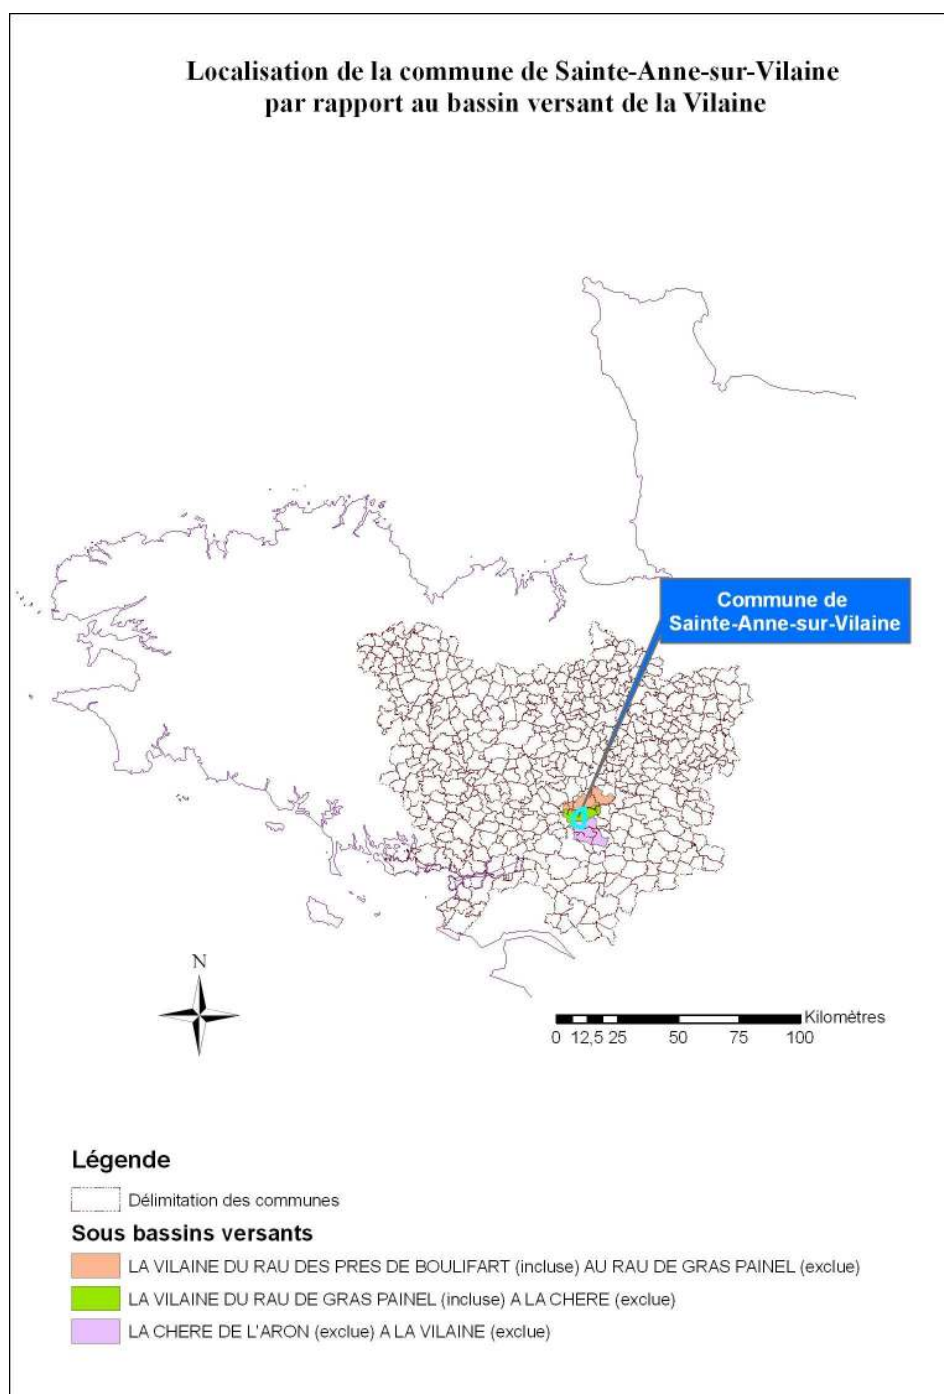 Localisation de la commune de Sainte-Anne-sur-Vilaine
par rapport au bassin versant de la Vilaine
Commune de
Sainte-Anne-sur-Vilaine
N
Kilomètres
0 12,5 25 50 75 100
Légende
Délimitation des communes
Sous bassins versants
LA VILAINE DU RAU DES PRES DE BOULIFART (incluse) AU RAU DE GRAS PAINEL (exclue)
LA VILAINE DU RAU DE GRAS PAINEL (incluse) A LA CHERE (exclue)
LA CHERE DE L'ARON (exclue) A LA VILAINE (exclue)